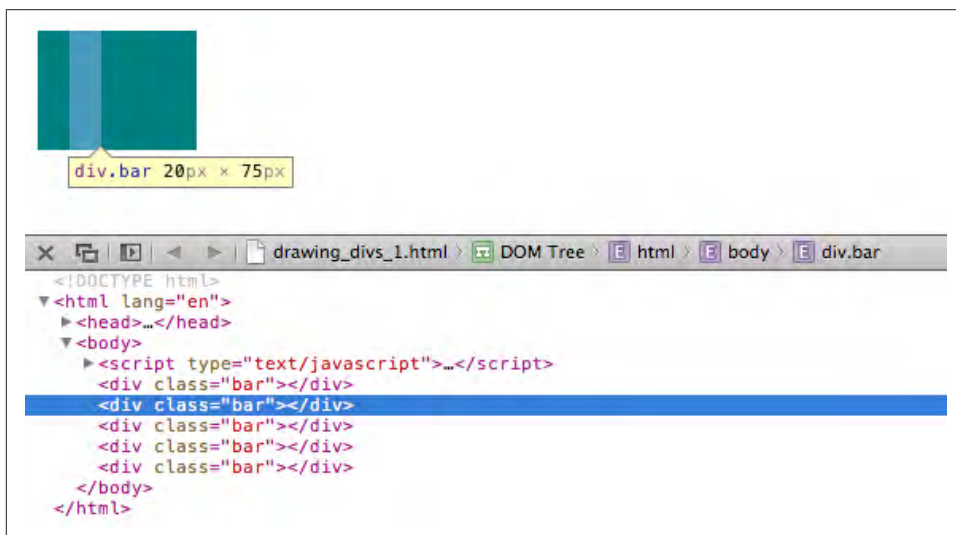 div.bar 20px × 75px
drawing_divs_1.html DOM Tree E html E body E div.bar
<!DOCTYPE html>
▼<html lang="en">
▶<head>…</head>
▼<body>
▶<script type="text/javascript">…</script>
<div class="bar"></div>
<div class="bar"></div>
<div class="bar"></div>
<div class="bar"></div>
<div class="bar"></div>
</body>
</html>